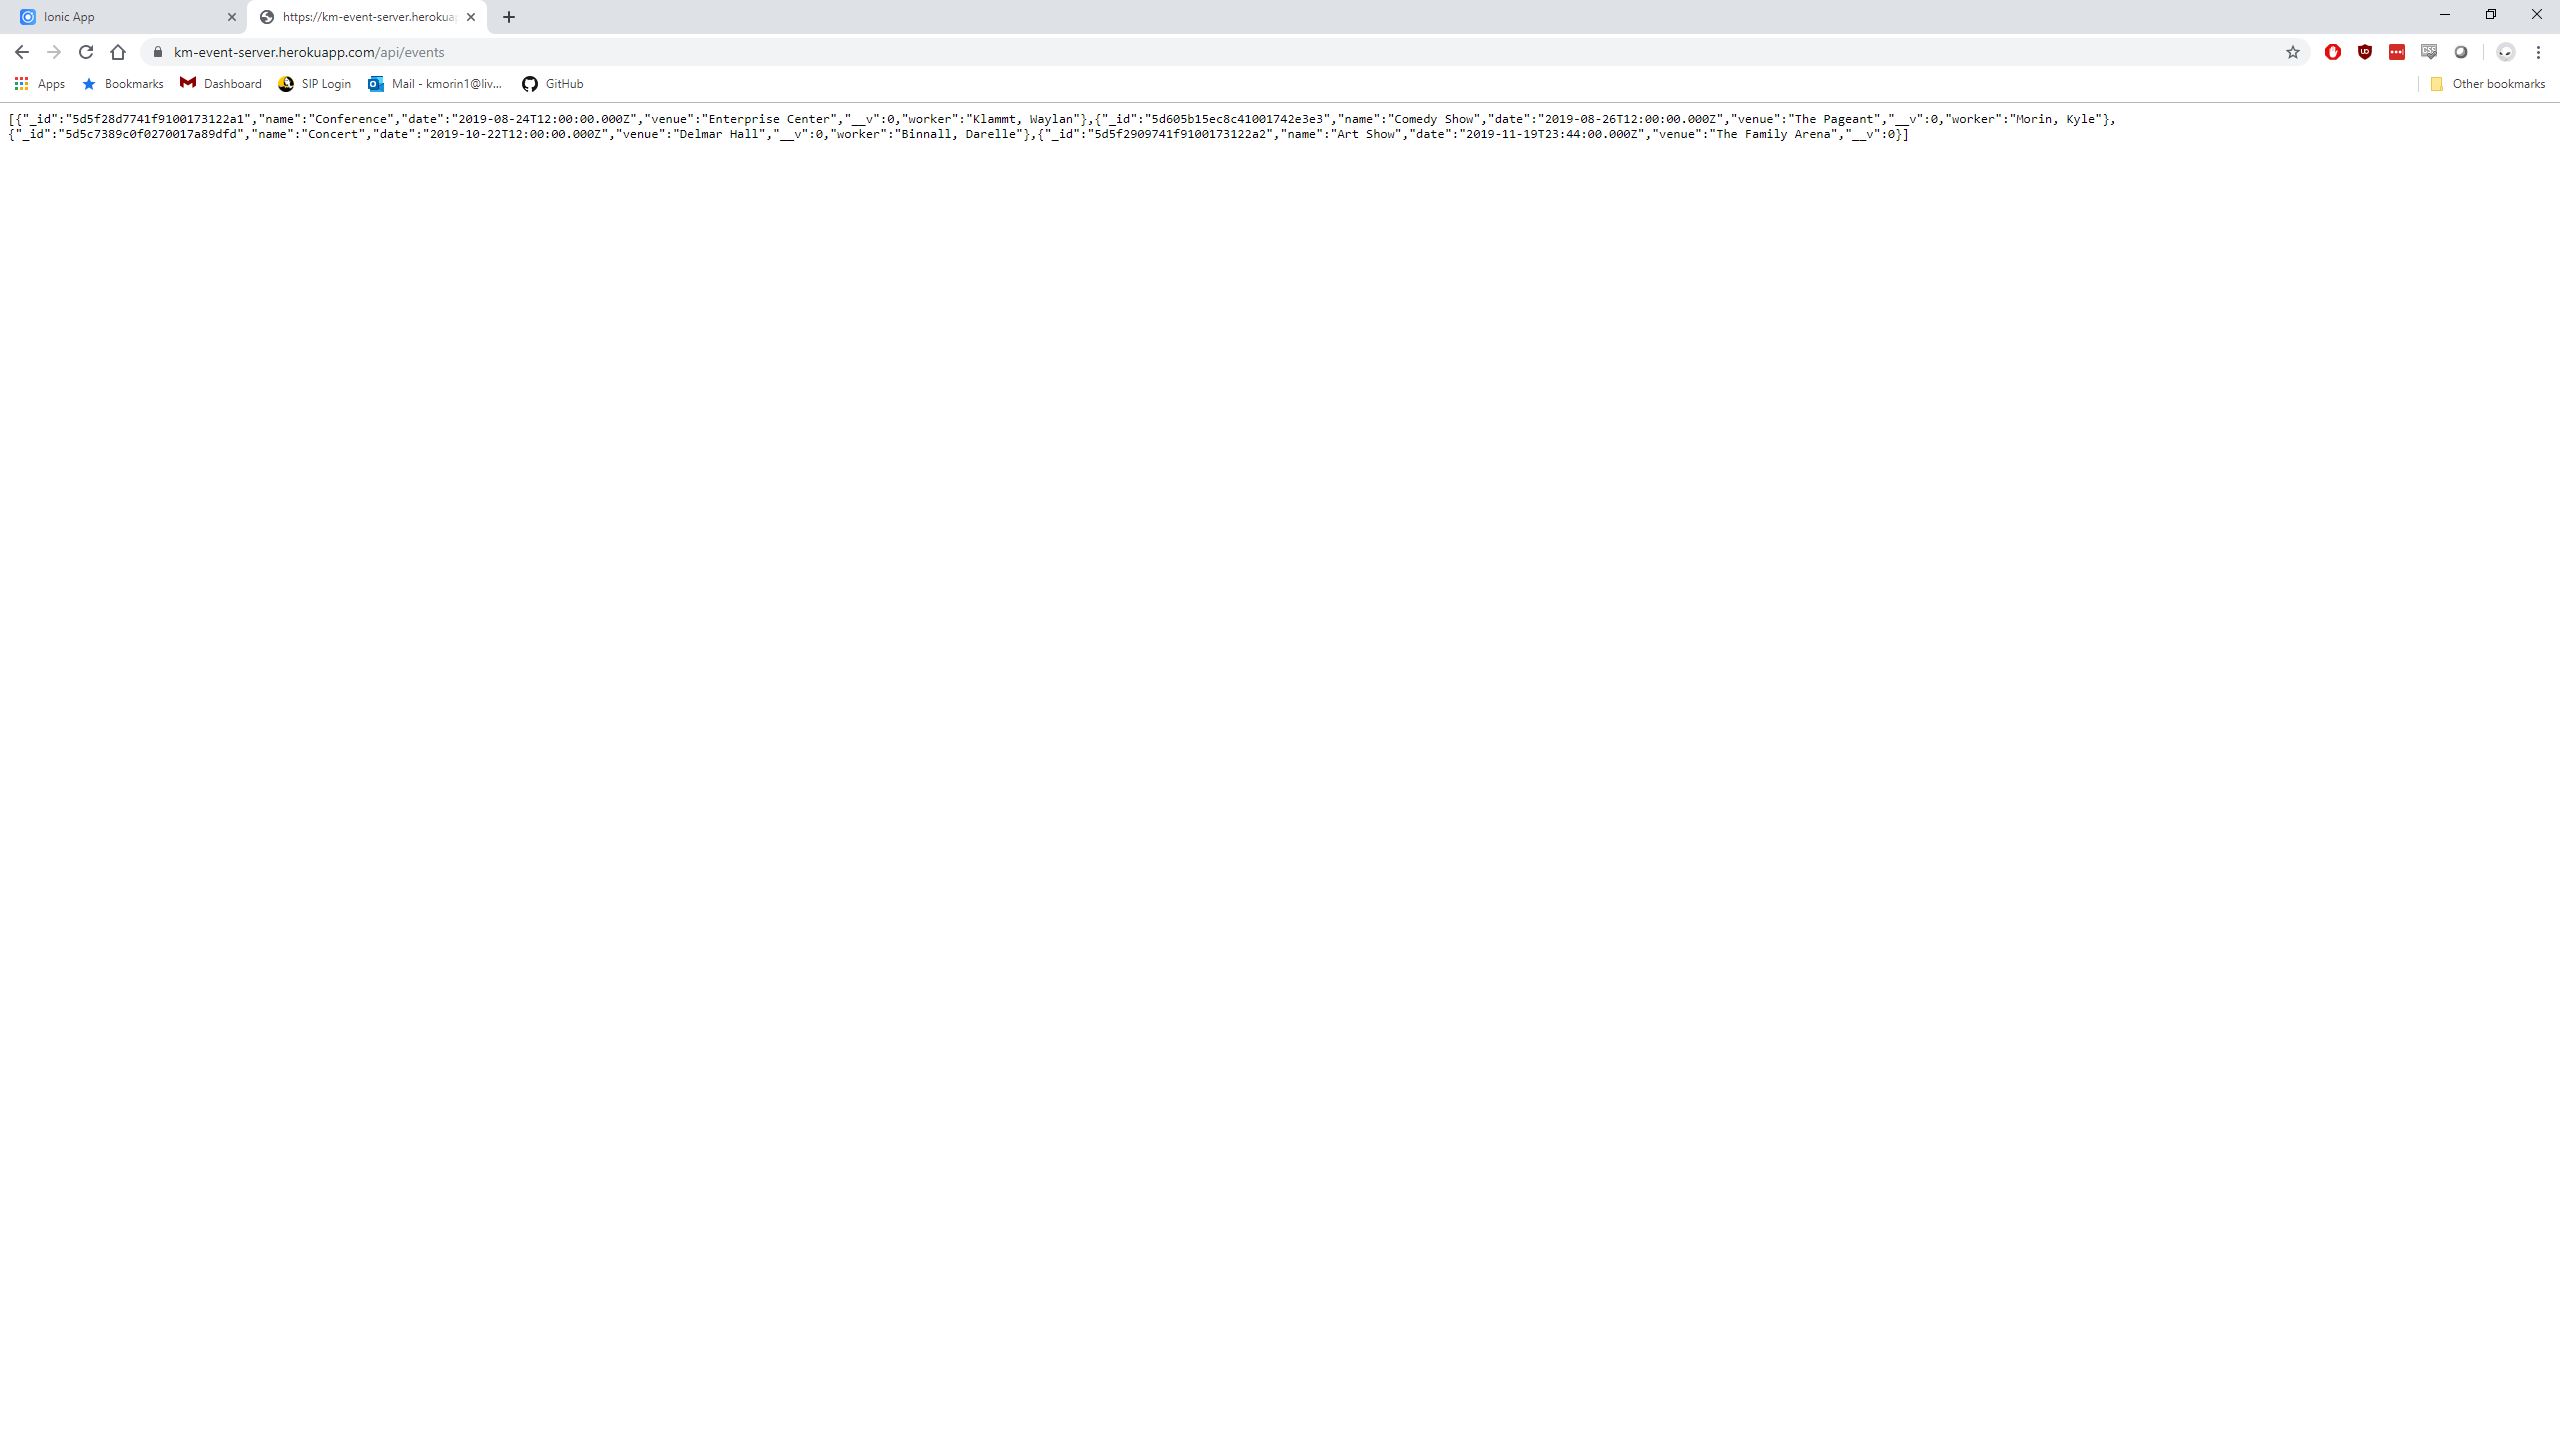 Ionic App
https://km-event-server.herokuap
km-event-server.herokuapp.com/api/events
Apps Bookmarks Dashboard SIP Login Mail - kmorin1@liv... GitHub Other bookmarks
[{"_id":"5d5f28d7741f9100173122a1","name":"Conference","date":"2019-08-24T12:00:00.000Z","venue":"Enterprise Center","__v":0,"worker":"Klammt, Waylan"},{"_id":"5d605b15ec8c41001742e3e3","name":"Comedy Show","date":"2019-08-26T12:00:00.000Z","venue":"The Pageant","__v":0,"worker":"Morin, Kyle"},
{"_id":"5d5c7389c0f0270017a89dfd","name":"Concert","date":"2019-10-22T12:00:00.000Z","venue":"Delmar Hall","__v":0,"worker":"Binnall, Darelle"},{"_id":"5d5f2909741f9100173122a2","name":"Art Show","date":"2019-11-19T23:44:00.000Z","venue":"The Family Arena","__v":0}]